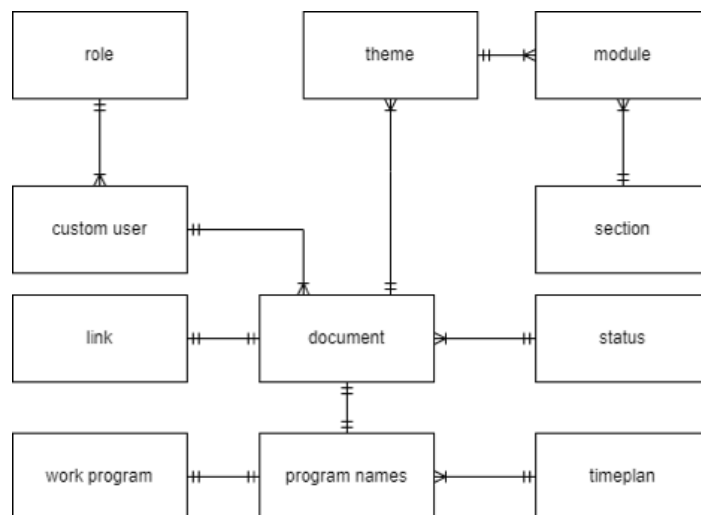 role
theme
module
custom user
section
link
document
status
work program
program names
timeplan